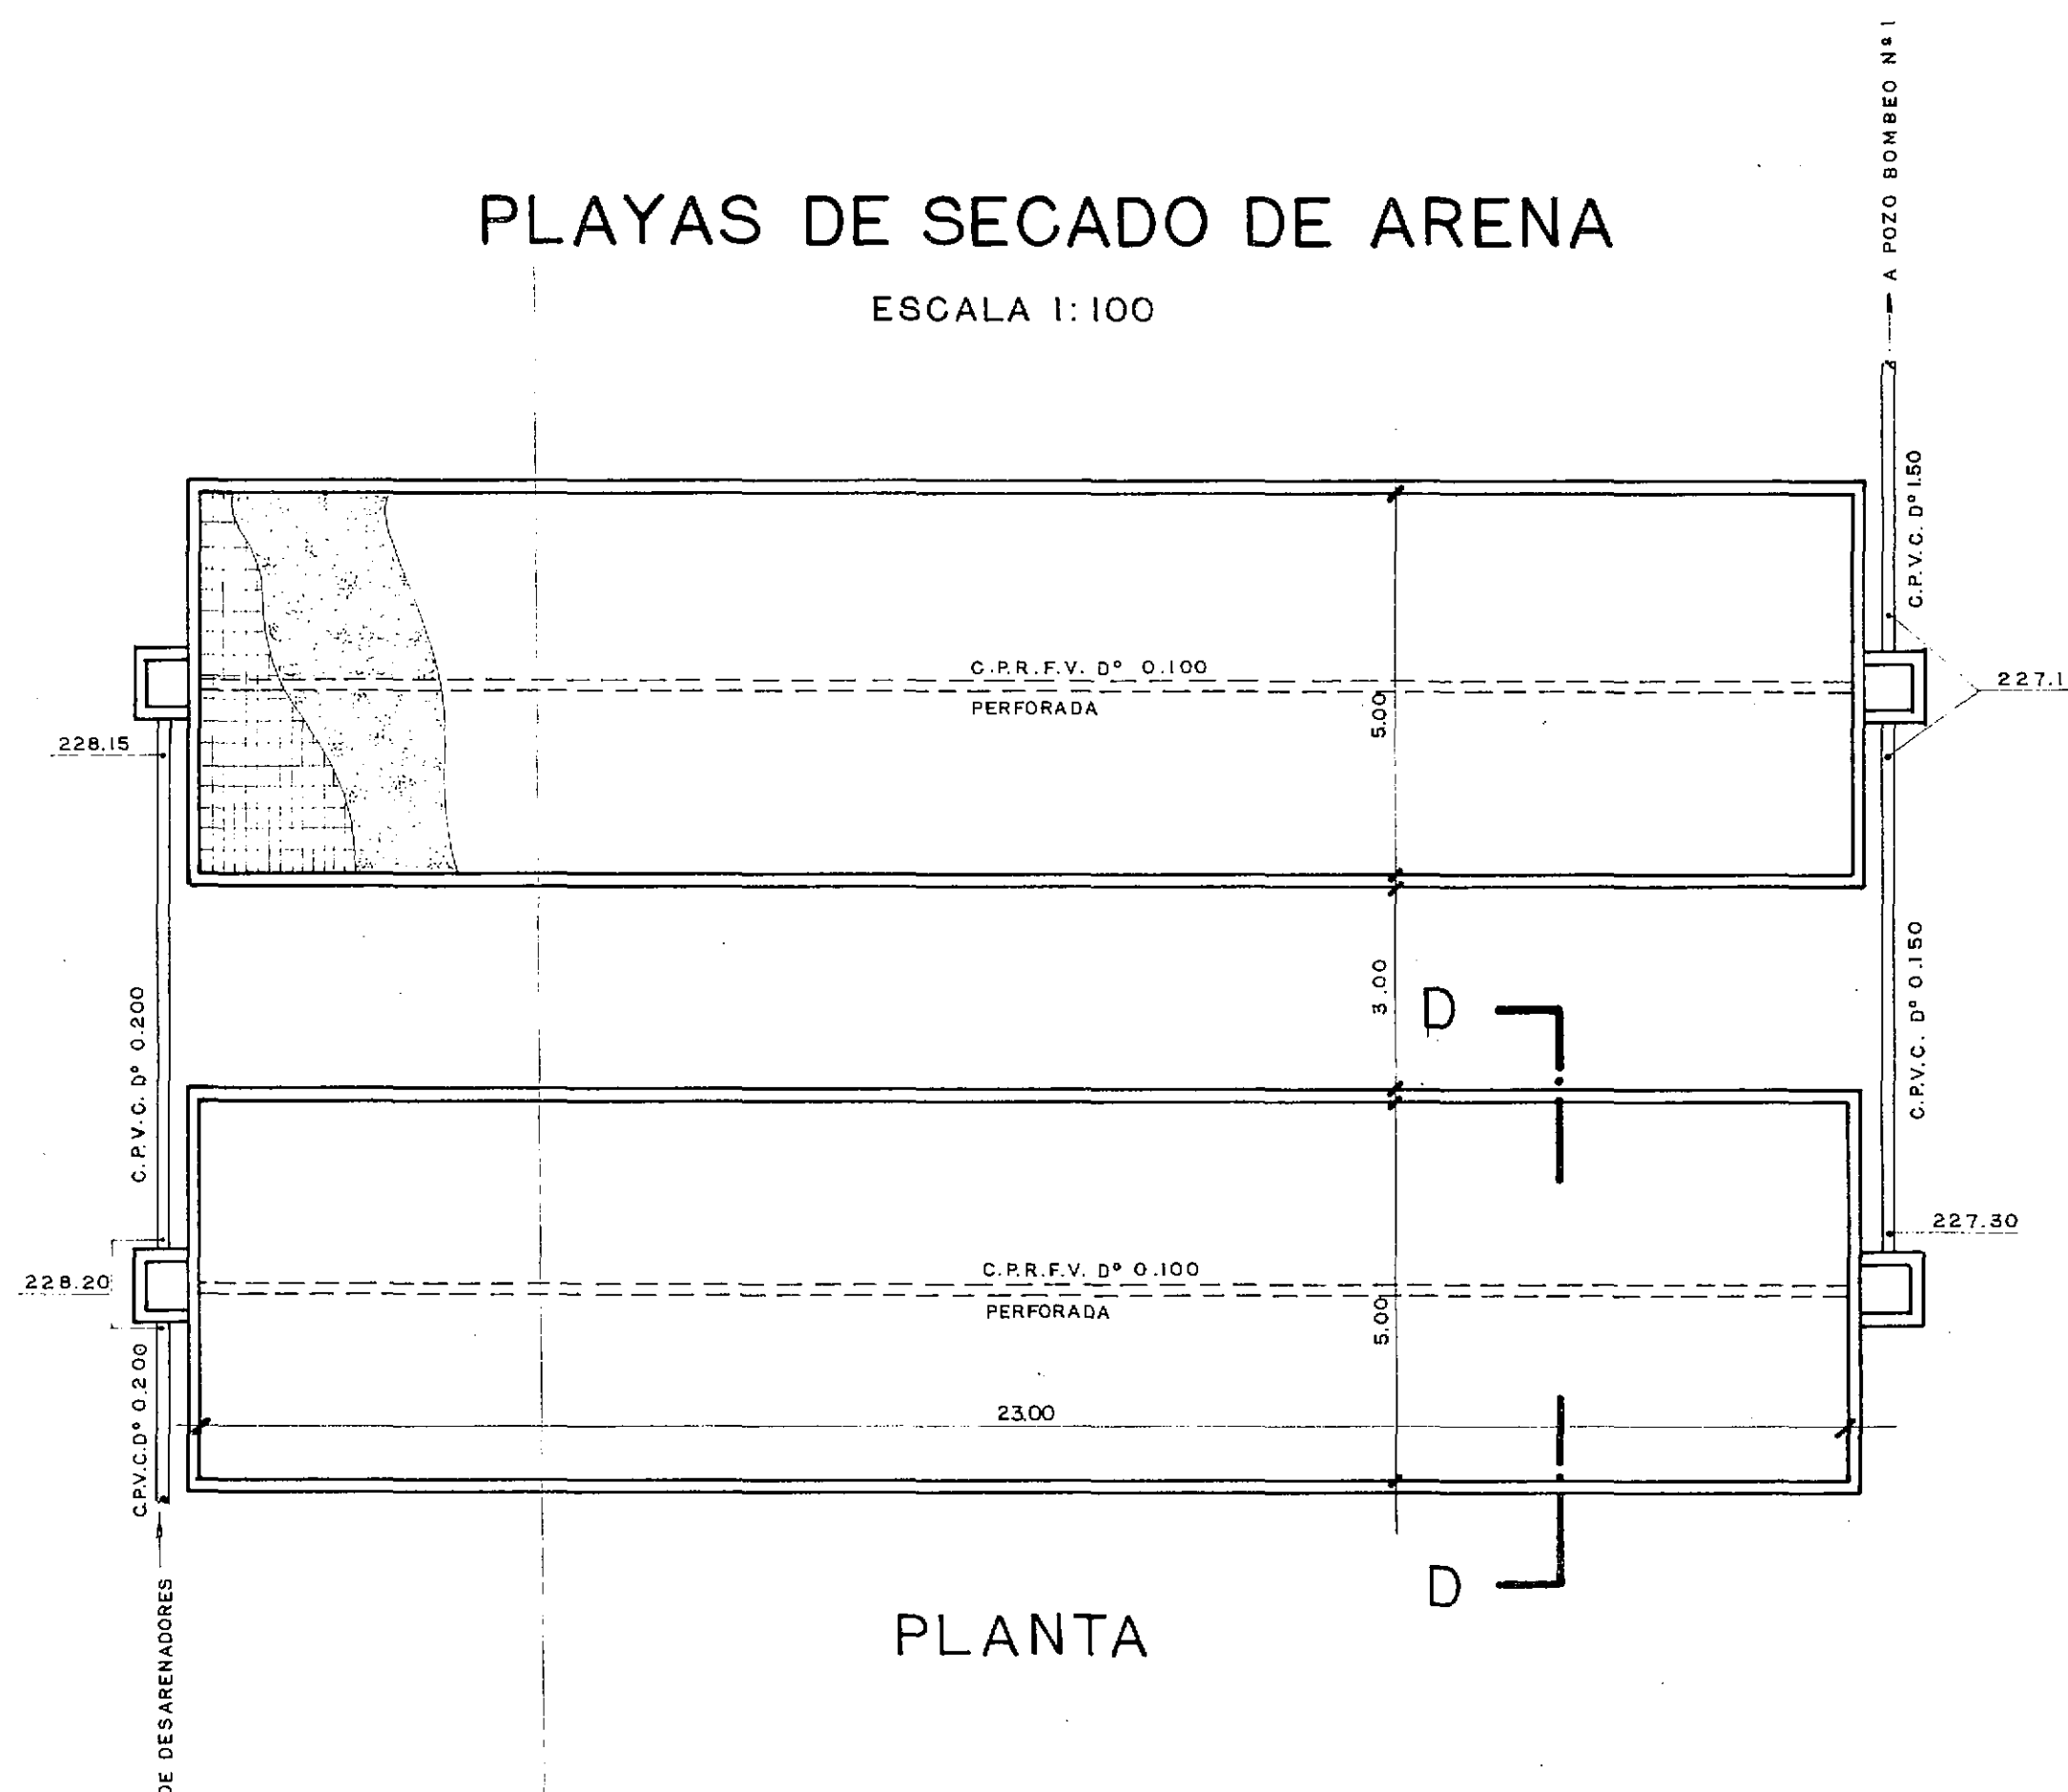 A POZO BOMBEO Nº 1
PLAYAS DE SECADO DE ARENA
ESCALA 1:100
C.P.V.C. Dº 1.50
C.P.R.F.V. Dº 0.100
PERFORADA
5.00
227.1
228.15
3.00
D
C.P.V.C. Dº 0.200
C.P.V.C. Dº 0.150
227.30
228.20
C.P.R.F.V. Dº 0.100
PERFORADA
5.00
C.P.V.C. Dº 0.200
23.00
D
DE DESARENADORES
PLANTA